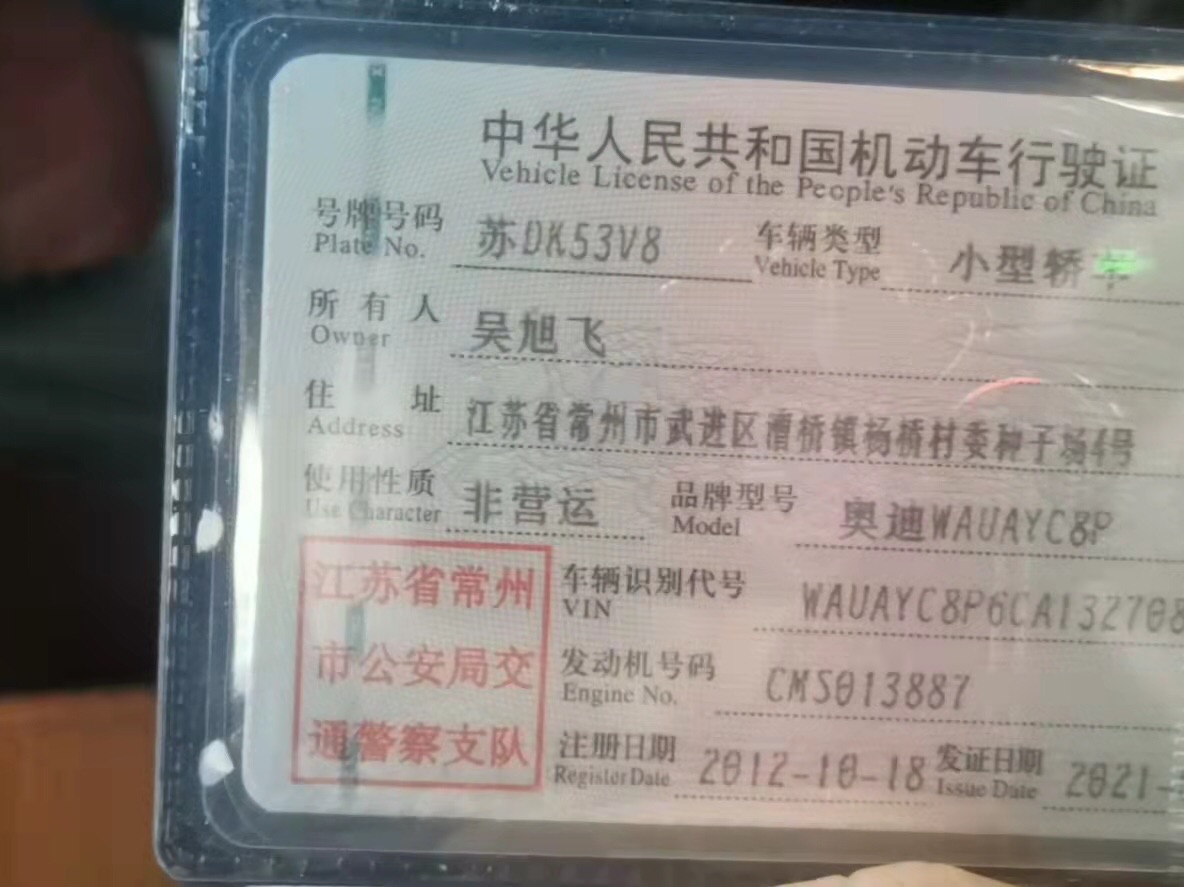 中华人民共和国机动车行驶证
Vehicle License of the People's Republic of China
号牌号码 苏DK53V8 车辆类型 小型轿车
Plate No. Vehicle Type
所有人 吴旭飞
Owner
住址 江苏省常州市武进区漕桥镇杨桥村委种子场4号
Address
使用性质 非营运 品牌型号 奥迪WAUAYC8P
Use Character Model
江苏省常州 车辆识别代号 WAUAYC8P6CA132708
VIN
市公安局交 发动机号码 CMS013887
Engine No.
通警察支队 注册日期 2012-10-18 发证日期 2021-
Register Date Issue Date